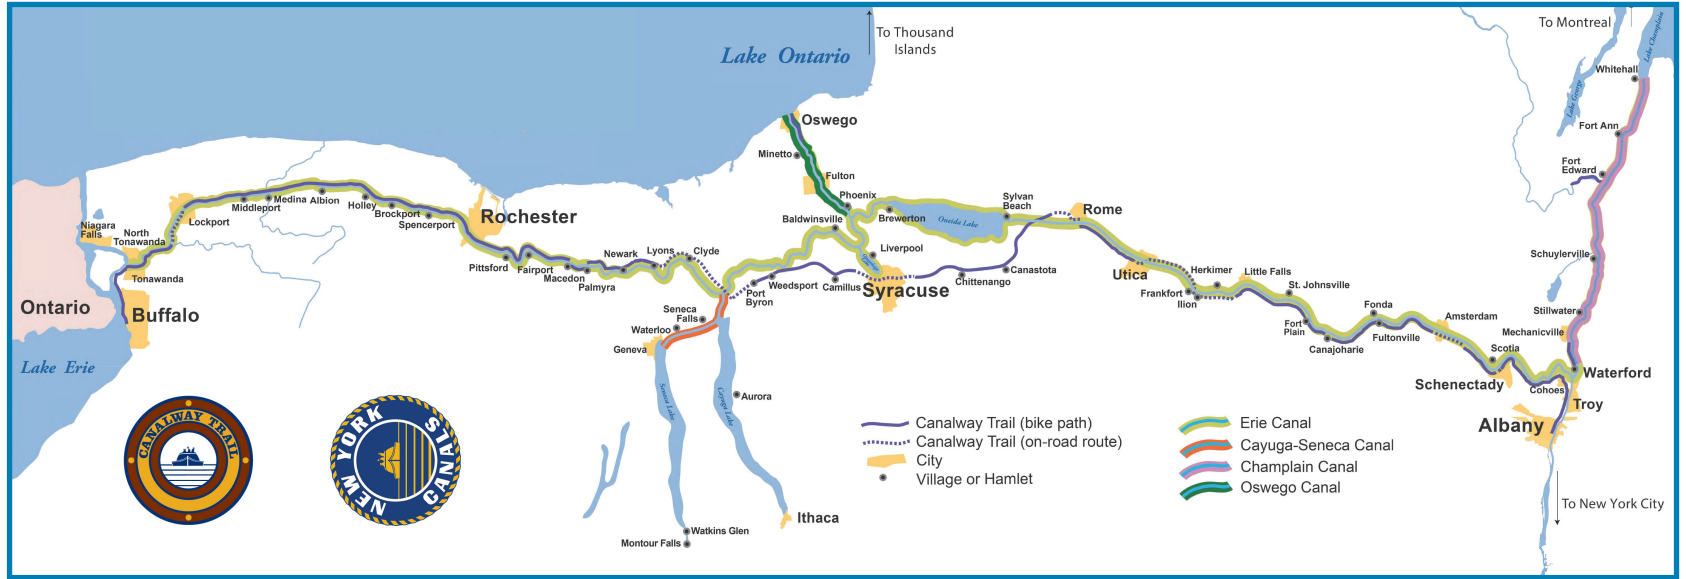 To Thousand
Islands
Lake Ontario
To Montreal
Lake Champlain
Whitehall
Lake George
Fort Ann
Fort
Edward
Schuylerville
Stillwater
Mechanicville
Waterford
Cohoes
Troy
Albany
To New York City
Oswego
Minetto
Fulton
Phoenix
Baldwinsville
Brewerton
Oneida Lake
Sylvan
Beach
Rome
Liverpool
Syracuse
Camillus
Weedsport
Port
Byron
Chittenango
Canastota
Utica
Herkimer
Frankfort
Ilion
Little Falls
St. Johnsville
Fort
Plain
Canajoharie
Fonda
Fultonville
Amsterdam
Scotia
Schenectady
Niagara
Falls
North
Tonawanda
Tonawanda
Lockport
Middleport
Medina
Albion
Holley
Brockport
Spencerport
Rochester
Pittsford
Fairport
Macedon
Palmyra
Newark
Lyons
Clyde
Seneca
Falls
Waterloo
Geneva
Seneca Lake
Cayuga Lake
Aurora
Ithaca
Watkins Glen
Montour Falls
Ontario
Buffalo
Lake Erie
CANALWAY TRAIL
NEW YORK
CANALS
Canalway Trail (bike path)
Canalway Trail (on-road route)
City
Village or Hamlet
Erie Canal
Cayuga-Seneca Canal
Champlain Canal
Oswego Canal